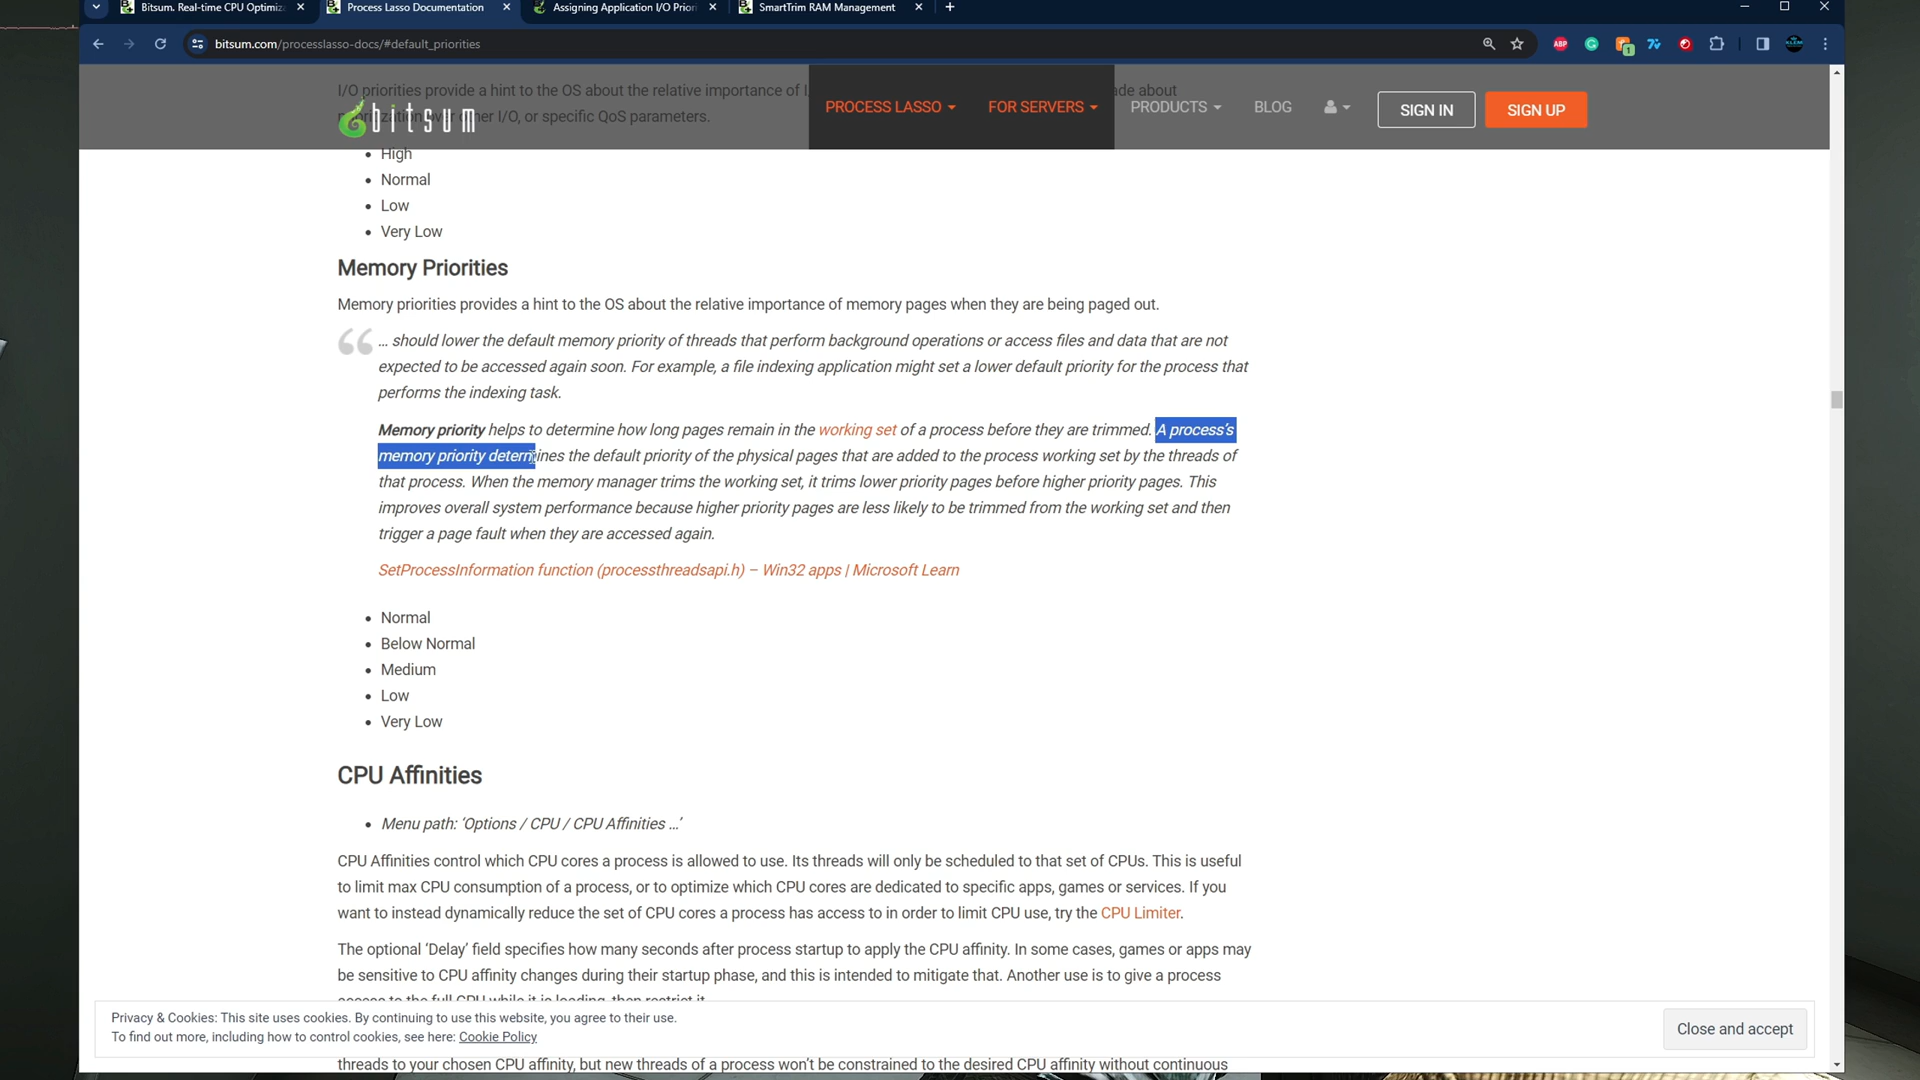 Bitsum. Real-time CPU Optimiza
Process Lasso Documentation
Assigning Application I/O Prior
SmartTrim RAM Management
bitsum.com/processlasso-docs/#default_priorities
ABP
1
I/O priorities provide a hint to the OS about the relative importance of I
ade about
other I/O, or specific QoS parameters.
bitsum
PROCESS LASSO
FOR SERVERS
PRODUCTS
BLOG
SIGN IN
SIGN UP
• High
• Normal
• Low
• Very Low
Memory Priorities
Memory priorities provides a hint to the OS about the relative importance of memory pages when they are being paged out.
… should lower the default memory priority of threads that perform background operations or access files and data that are not
expected to be accessed again soon. For example, a file indexing application might set a lower default priority for the process that
performs the indexing task.
Memory priority helps to determine how long pages remain in the working set of a process before they are trimmed. A process's
memory priority determines the default priority of the physical pages that are added to the process working set by the threads of
that process. When the memory manager trims the working set, it trims lower priority pages before higher priority pages. This
improves overall system performance because higher priority pages are less likely to be trimmed from the working set and then
trigger a page fault when they are accessed again.
SetProcessInformation function (processthreadsapi.h) – Win32 apps | Microsoft Learn
• Normal
• Below Normal
• Medium
• Low
• Very Low
CPU Affinities
• Menu path: 'Options / CPU / CPU Affinities …'
CPU Affinities control which CPU cores a process is allowed to use. Its threads will only be scheduled to that set of CPUs. This is useful
to limit max CPU consumption of a process, or to optimize which CPU cores are dedicated to specific apps, games or services. If you
want to instead dynamically reduce the set of CPU cores a process has access to in order to limit CPU use, try the CPU Limiter.
The optional 'Delay' field specifies how many seconds after process startup to apply the CPU affinity. In some cases, games or apps may
be sensitive to CPU affinity changes during their startup phase, and this is intended to mitigate that. Another use is to give a process
access to the full CPU while it is loading, then restrict it.
Privacy & Cookies: This site uses cookies. By continuing to use this website, you agree to their use.
To find out more, including how to control cookies, see here: Cookie Policy
Close and accept
threads to your chosen CPU affinity, but new threads of a process won't be constrained to the desired CPU affinity without continuous